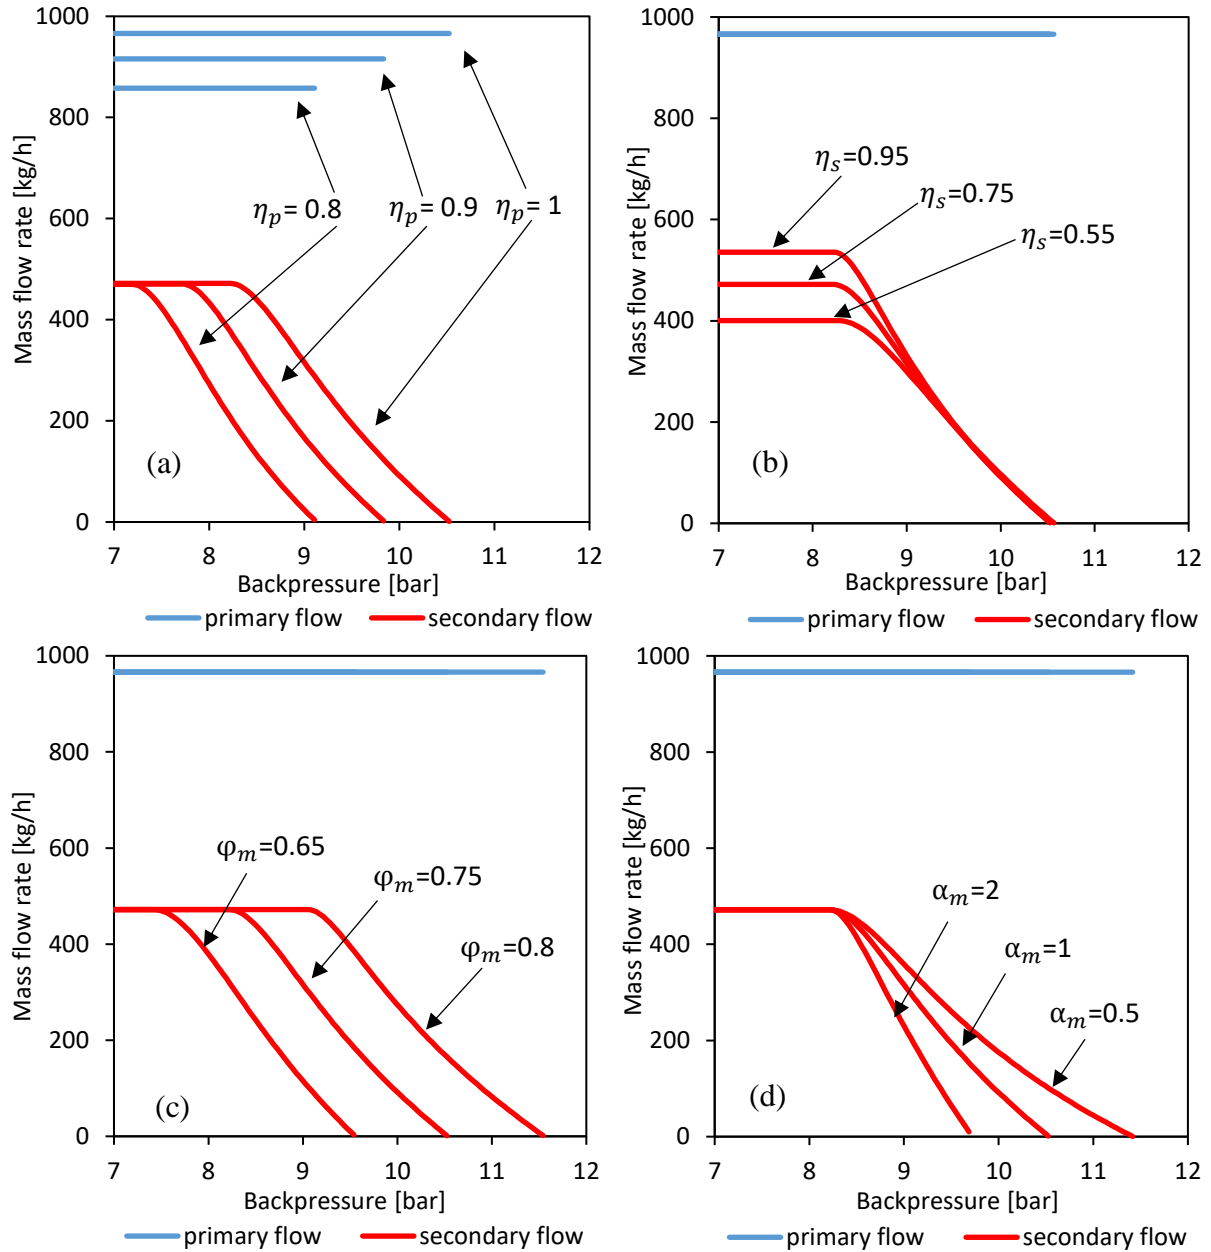 1000
800
600
400
200
0
Mass flow rate [kg/h]
η_p= 0.8
η_p= 0.9
η_p= 1
(a)
7 8 9 10 11 12
Backpressure [bar]
primary flow secondary flow
1000
800
600
400
200
0
Mass flow rate [kg/h]
η_s=0.95
η_s=0.75
η_s=0.55
(b)
7 8 9 10 11 12
Backpressure [bar]
primary flow secondary flow
1000
800
600
400
200
0
Mass flow rate [kg/h]
φ_m=0.65
φ_m=0.75
φ_m=0.8
(c)
7 8 9 10 11 12
Backpressure [bar]
primary flow secondary flow
1000
800
600
400
200
0
Mass flow rate [kg/h]
α_m=2
α_m=1
α_m=0.5
(d)
7 8 9 10 11 12
Backpressure [bar]
primary flow secondary flow